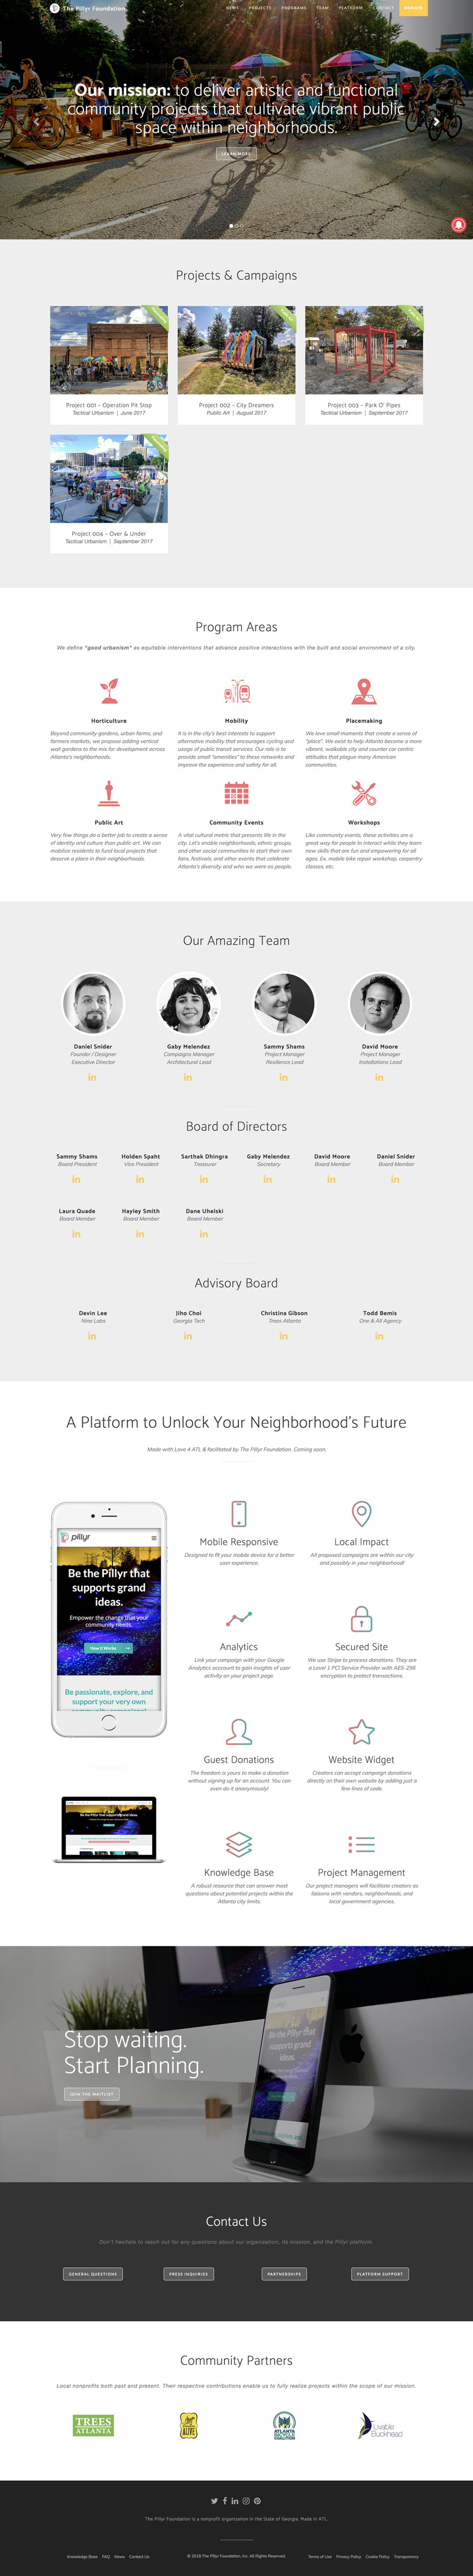 The Pillyr Foundation
NEWS PROJECTS PROGRAMS TEAM PLATFORM CONTACT DONATE
Our mission: to deliver artistic and functional
community projects that cultivate vibrant public
space within neighborhoods.
LEARN MORE
Projects & Campaigns
Project 001 – Operation Pit Stop
Tactical Urbanism | June 2017
Project 002 – City Dreamers
Public Art | August 2017
Project 003 – Park O' Pipes
Tactical Urbanism | September 2017
Project 004 – Over & Under
Tactical Urbanism | September 2017
Program Areas
We define "good urbanism" as equitable interventions that advance positive interactions with the built and social environment of a city.
Horticulture
Beyond community gardens, urban farms, and
farmers markets, we propose adding vertical
wall gardens to the mix for development across
Atlanta's neighborhoods.
Mobility
It is in the city's best interests to support
alternative mobility that encourages cycling and
usage of public transit services. Our role is to
provide small "amenities" to these networks and
improve the experience and safety for all.
Placemaking
We love small moments that create a sense of
"place". We want to help Atlanta become a more
vibrant, walkable city and counter car centric
attitudes that plague many American
communities.
Public Art
Very few things do a better job to create a sense
of identity and culture than public art. We can
mobilize residents to fund local projects that
deserve a place in their neighborhoods.
Community Events
A vital cultural metric that presents life in the
city. Let's enable neighborhoods, ethnic groups,
and other social communities to start their own
fairs, festivals, and other events that celebrate
Atlanta's diversity and who we were as people.
Workshops
Like community events, those activities are a
great way for people to interact while they learn
new skills that are fun and empowering for all
ages. Ex. mobile bike repair workshop, carpentry
classes, etc.
Our Amazing Team
Daniel Snider
Founder / Designer
Executive Director
Gaby Melendez
Campaigns Manager
Architectural Lead
Sammy Shams
Project Manager
Resilience Lead
David Moore
Project Manager
Installations Lead
Board of Directors
Sammy Shams
Board President
Holden Spaht
Vice President
Sarthak Dhingra
Treasurer
Gaby Melendez
Secretary
David Moore
Board Member
Daniel Snider
Board Member
Laura Quade
Board Member
Hayley Smith
Board Member
Dane Uhelski
Board Member
Advisory Board
Devin Lee
Nine Labs
Jiho Choi
Georgia Tech
Christina Gibson
Trees Atlanta
Todd Bemis
One & All Agency
A Platform to Unlock Your Neighborhood's Future
Made with Love 4 ATL & facilitated by The Pillyr Foundation. Coming soon.
pillyr
Be the Pillyr that
supports grand
ideas.
Empower the change that your
community needs.
How It Works
Be passionate, explore, and
support your very own
Mobile Responsive
Designed to fit your mobile device for a better
user experience.
Local Impact
All proposed campaigns are within our city
and possibly in your neighborhood!
Analytics
Link your campaign with your Google
Analytics account to gain insights of user
activity on your project page.
Secured Site
We use Stripe to process donations. They are
a Level 1 PCI Service Provider with AES-256
encryption to protect transactions.
Guest Donations
The freedom is yours to make a donation
without signing up for an account. You can
even do it anonymously!
Website Widget
Creators can accept campaign donations
directly on their own website by adding just a
few lines of code.
Knowledge Base
A robust resource that can answer most
questions about potential projects within the
Atlanta city limits.
Project Management
Our project managers will facilitate creators as
liaisons with vendors, neighborhoods, and
local government agencies.
Stop waiting.
Start Planning.
JOIN THE WAITLIST
Contact Us
Don't hesitate to reach out for any questions about our organization, its mission, and the Pillyr platform.
GENERAL QUESTIONS PRESS INQUIRIES PARTNERSHIPS PLATFORM SUPPORT
Community Partners
Local nonprofits both past and present. Their respective contributions enable us to fully realize projects within the scope of our mission.
TREES
ATLANTA
ALIVE
ATLANTA
BICYCLE
COALITION
Livable
Buckhead
The Pillyr Foundation is a nonprofit organization in the State of Georgia. Made in ATL.
Knowledge Base FAQ News Contact Us
© 2018 The Pillyr Foundation, Inc. All Rights Reserved.
Terms of Use Privacy Policy Cookie Policy Transparency